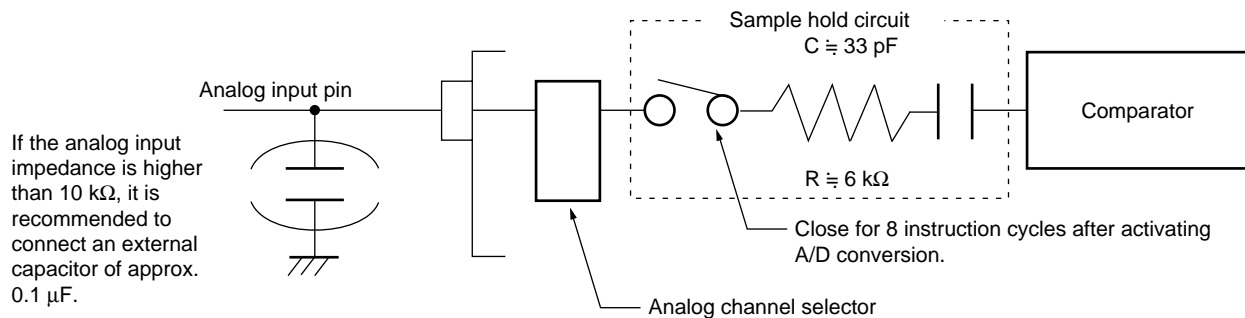 Sample hold circuit
C ≒ 33 pF
Analog input pin
Comparator
If the analog input
impedance is higher
than 10 kΩ, it is
recommended to
connect an external
capacitor of approx.
0.1 μF.
R ≒ 6 kΩ
Close for 8 instruction cycles after activating
A/D conversion.
Analog channel selector